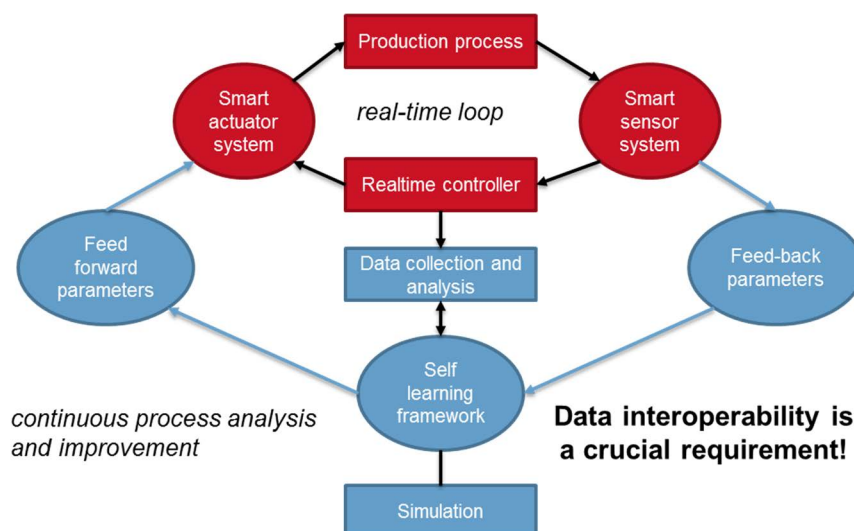 Production process
Smart
actuator
system
real-time loop
Smart
sensor
system
Realtime controller
Feed
forward
parameters
Data collection and
analysis
Feed-back
parameters
Self
learning
framework
continuous process analysis
and improvement
Data interoperability is
a crucial requirement!
Simulation